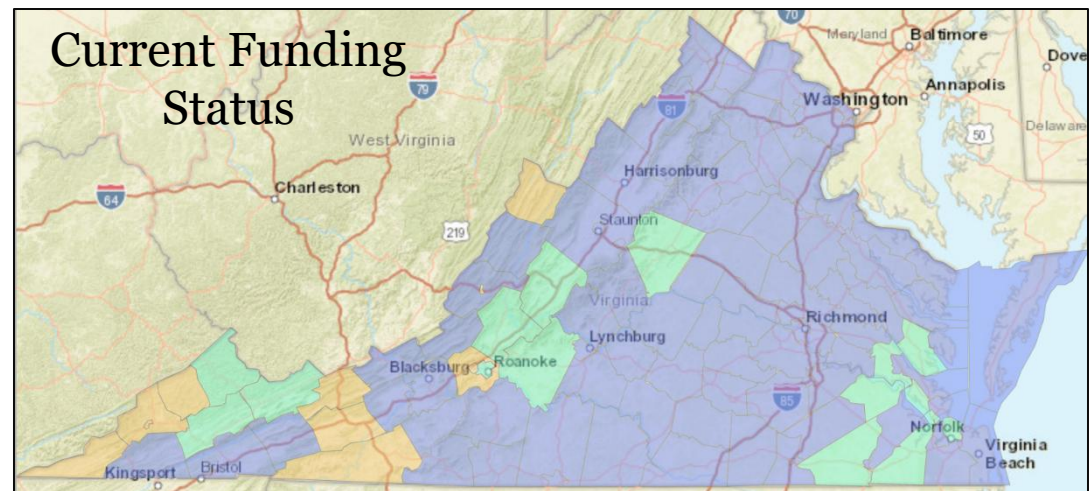 Current Funding
Status
70
Maryland
Baltimore
Dove
79
Annapolis
81
Washington
West Virginia
50
Delaware
Harrisonburg
64
Charleston
Staunton
219
Virginia
Richmond
Lynchburg
Blacksburg
Roanoke
85
Norfolk
Virginia
Beach
Kingsport
Bristol